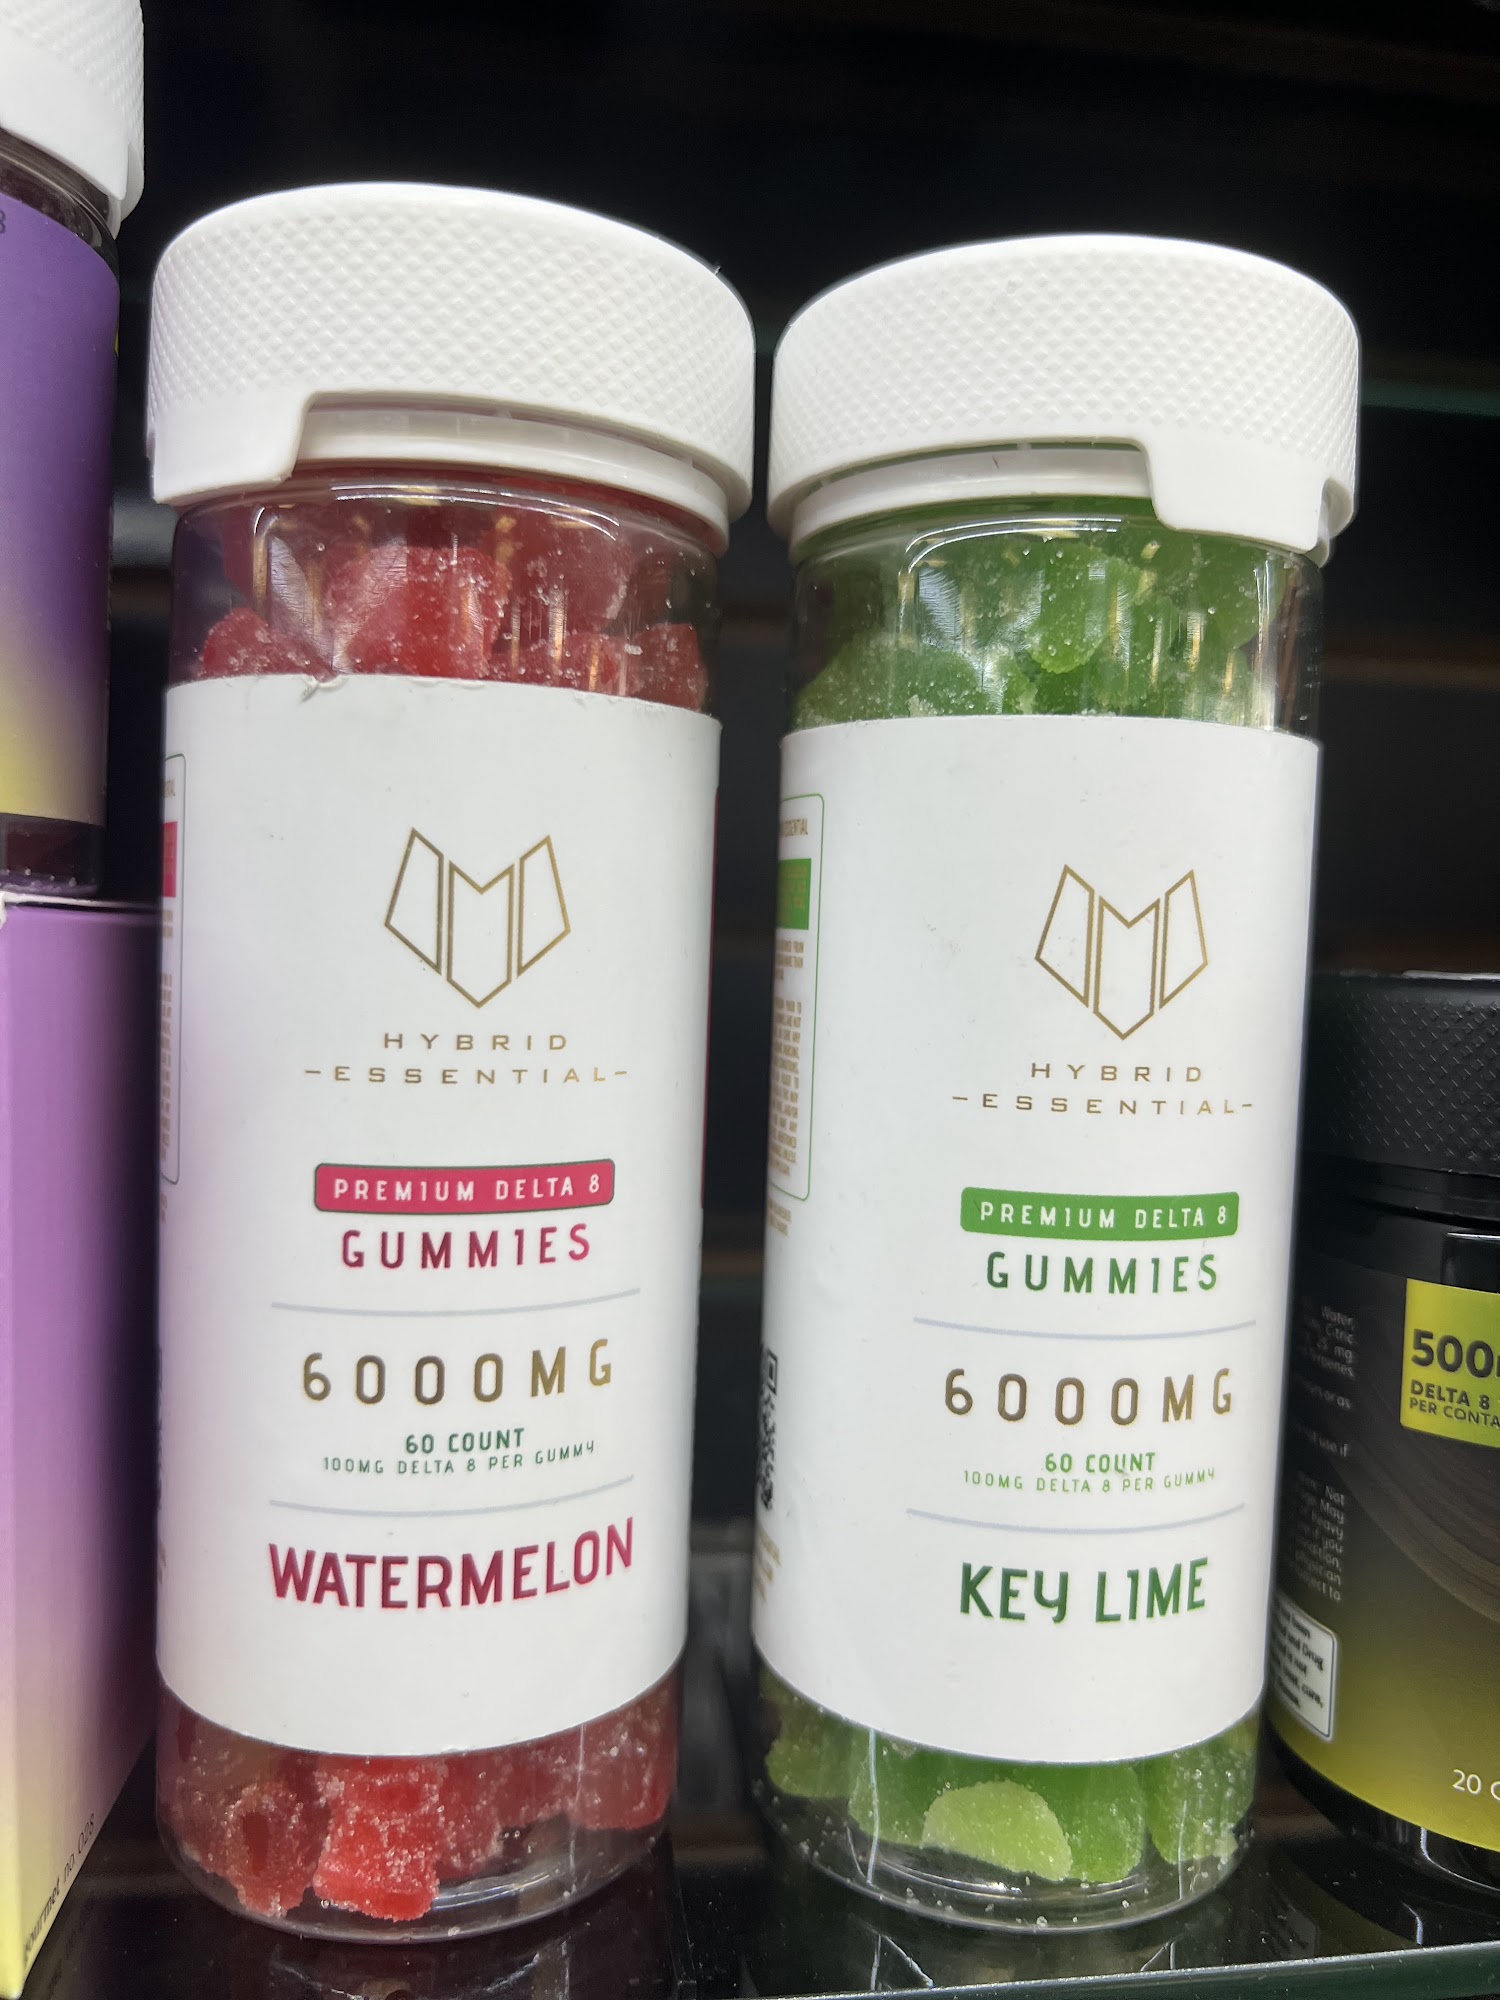 HYBRID
-ESSENTIAL-
PREMIUM DELTA 8
GUMMIES
6000MG
60 COUNT
100MG DELTA 8 PER GUMMY
WATERMELON
HYBRID
-ESSENTIAL-
PREMIUM DELTA 8
GUMMIES
6000MG
60 COUNT
100MG DELTA 8 PER GUMMY
KEY LIME
500
DELTA 8
PER
20